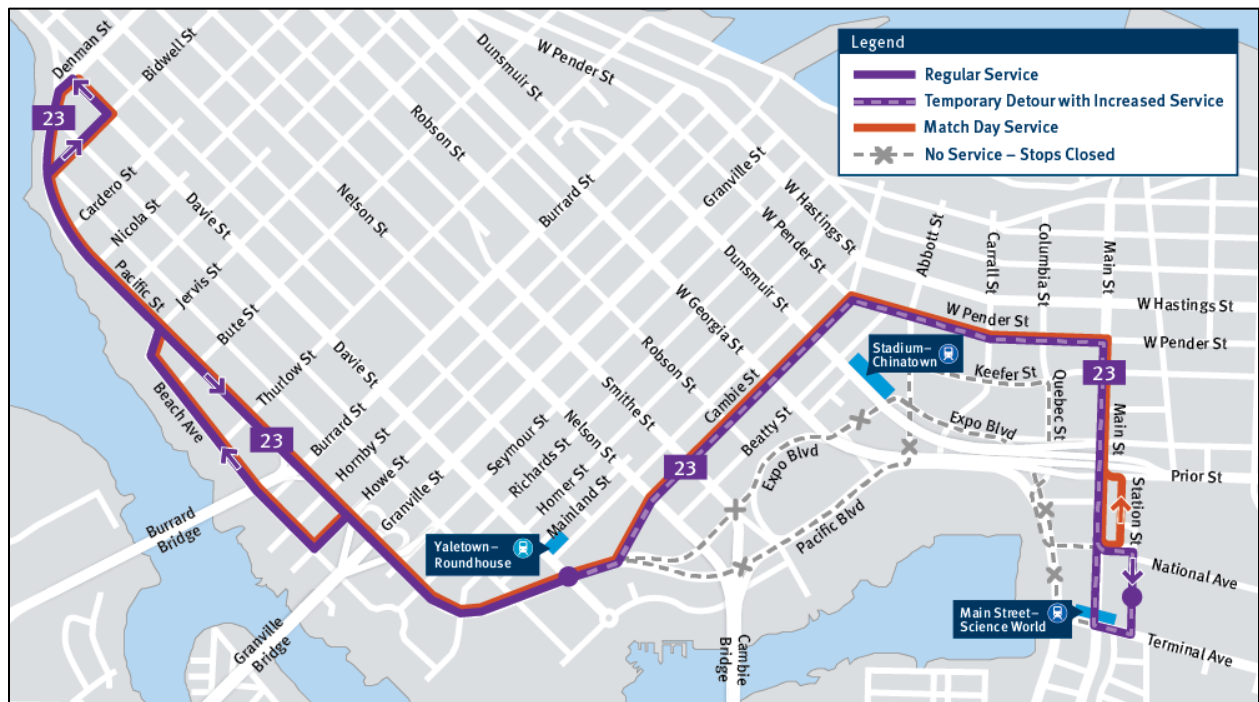 Legend
Regular Service
Temporary Detour with Increased Service
Match Day Service
No Service – Stops Closed
Denman St
Bidwell St
Dunsmuir St
W Pender St
23
Robson St
Granville St
W Hastings St
W Pender St
Dunsmuir St
Burrard St
Nelson St
Cardero St
Nicola St
Davie St
Pacific St
Jervis St
Bute St
Abbott St
Carrall St
Columbia St
Main St
W Hastings St
W Pender St
W Pender St
W Georgia St
Robson St
Cambie St
Stadium–
Chinatown
Keefer St
Quebec St
23
Main St
Thurlow St
Davie St
Smithe St
Beatty St
Expo Blvd
Expo Blvd
Beach Ave
Burrard St
23
Hornby St
Howe St
Granville St
Seymour St
Richards St
Homer St
Mainland St
Nelson St
23
Prior St
Station St
Pacific Blvd
Burrard
Bridge
Yaletown–
Roundhouse
National Ave
Main Street–
Science World
Terminal Ave
Granville
Bridge
Cambie
Bridge